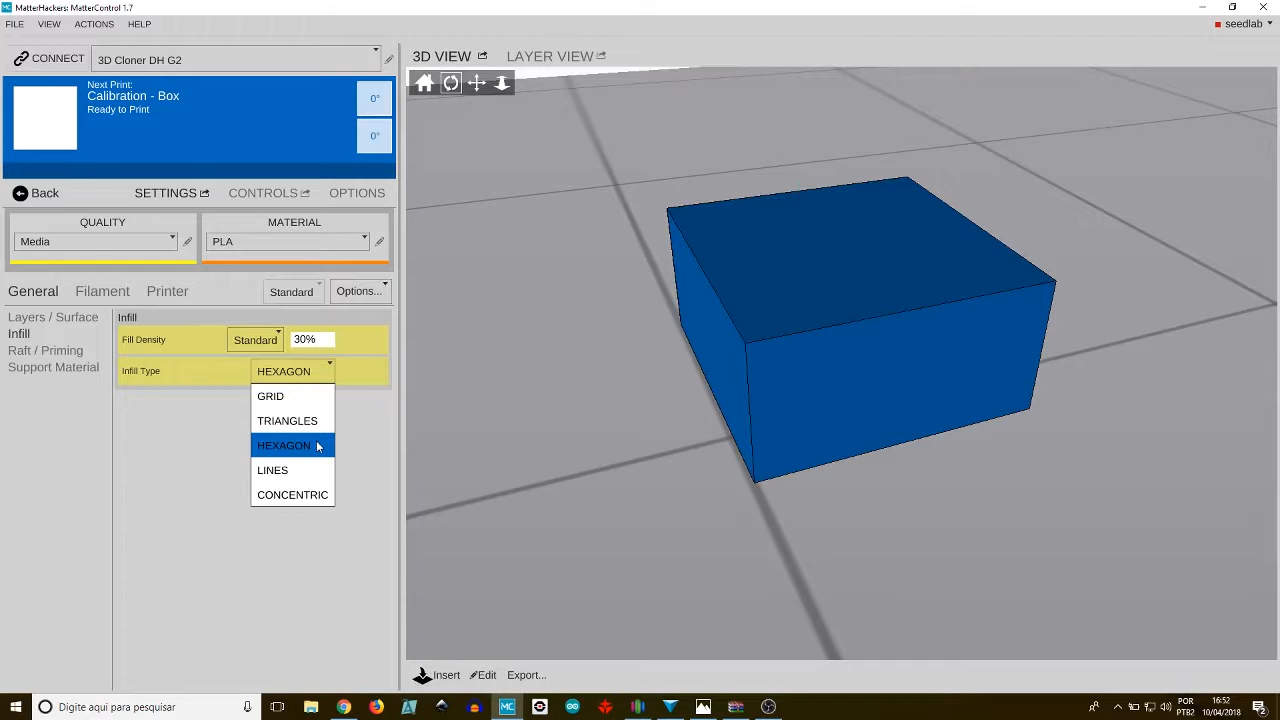 MatterHackers: MatterControl 1.7
FILE VIEW ACTIONS HELP
seedlab
CONNECT
3D Cloner DH G2
3D VIEW
LAYER VIEW
Next Print:
Calibration - Box
Ready to Print
0°
0°
Back
SETTINGS
CONTROLS
OPTIONS
QUALITY
MATERIAL
Media
PLA
General
Filament
Printer
Standard
Options...
Layers / Surface
Infill
Raft / Priming
Support Material
Infill
Fill Density
Standard
30%
Infill Type
HEXAGON
GRID
TRIANGLES
HEXAGON
LINES
CONCENTRIC
Insert
Edit
Export...
Digite aqui para pesquisar
MC
POR
PTB2
16:52
10/04/2018
2